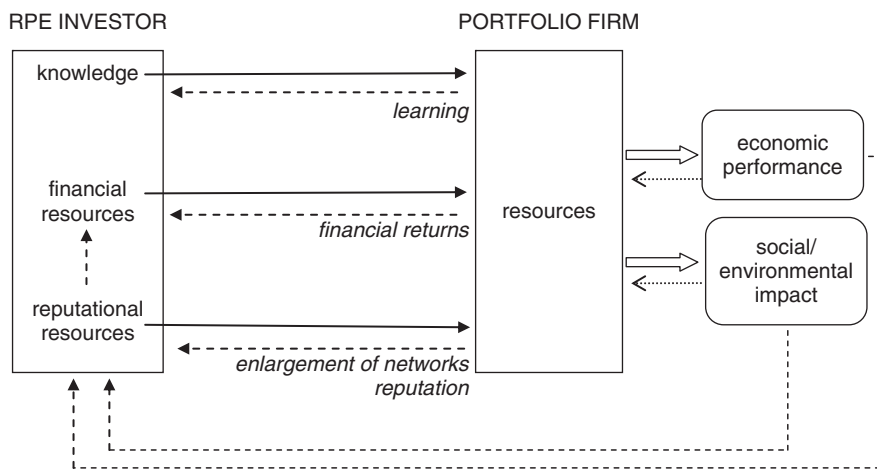 RPE INVESTOR
PORTFOLIO FIRM
knowledge
learning
economic
performance
financial
resources
financial returns
resources
social/
environmental
impact
reputational
resources
enlargement of networks
reputation